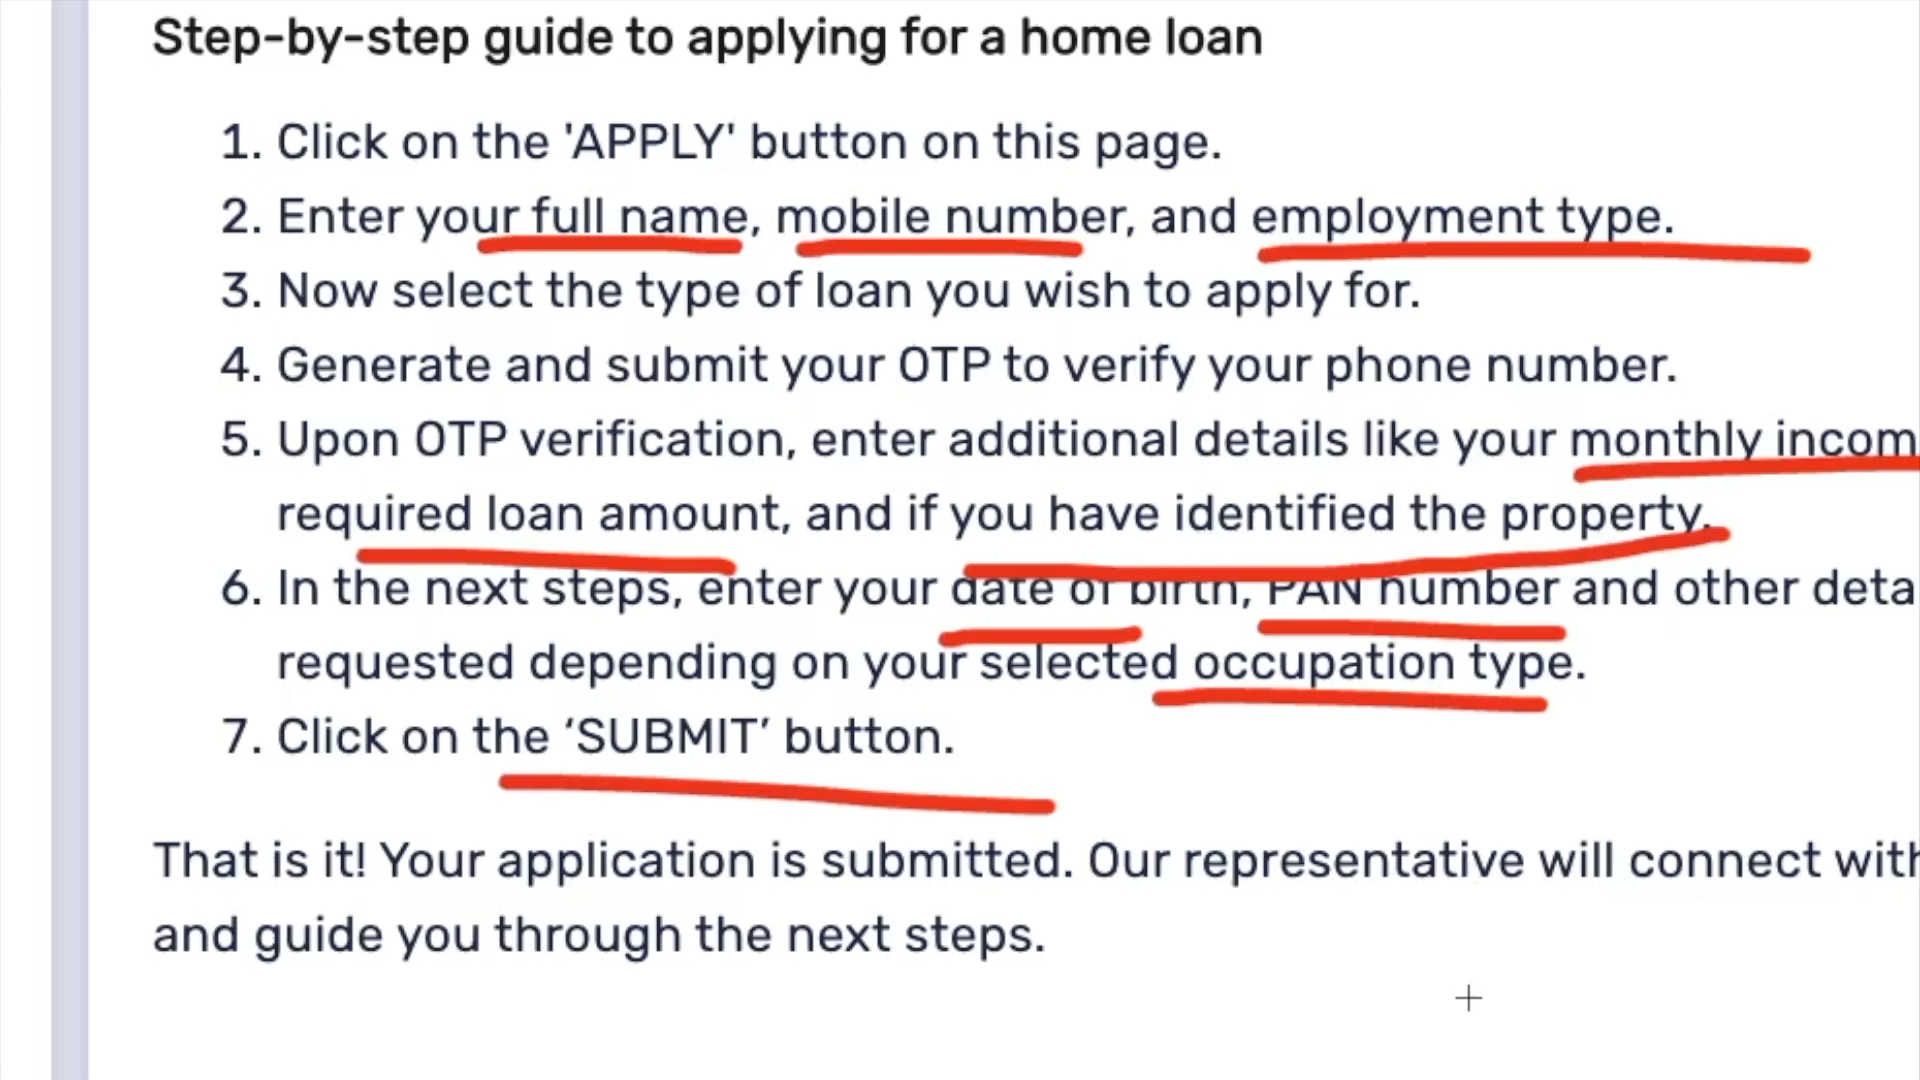 Step-by-step guide to applying for a home loan
1. Click on the 'APPLY' button on this page.
2. Enter your full name, mobile number, and employment type.
3. Now select the type of loan you wish to apply for.
4. Generate and submit your OTP to verify your phone number.
5. Upon OTP verification, enter additional details like your monthly incom
required loan amount, and if you have identified the property.
6. In the next steps, enter your date of birth, PAN number and other deta
requested depending on your selected occupation type.
7. Click on the ‘SUBMIT’ button.
That is it! Your application is submitted. Our representative will connect with
and guide you through the next steps.